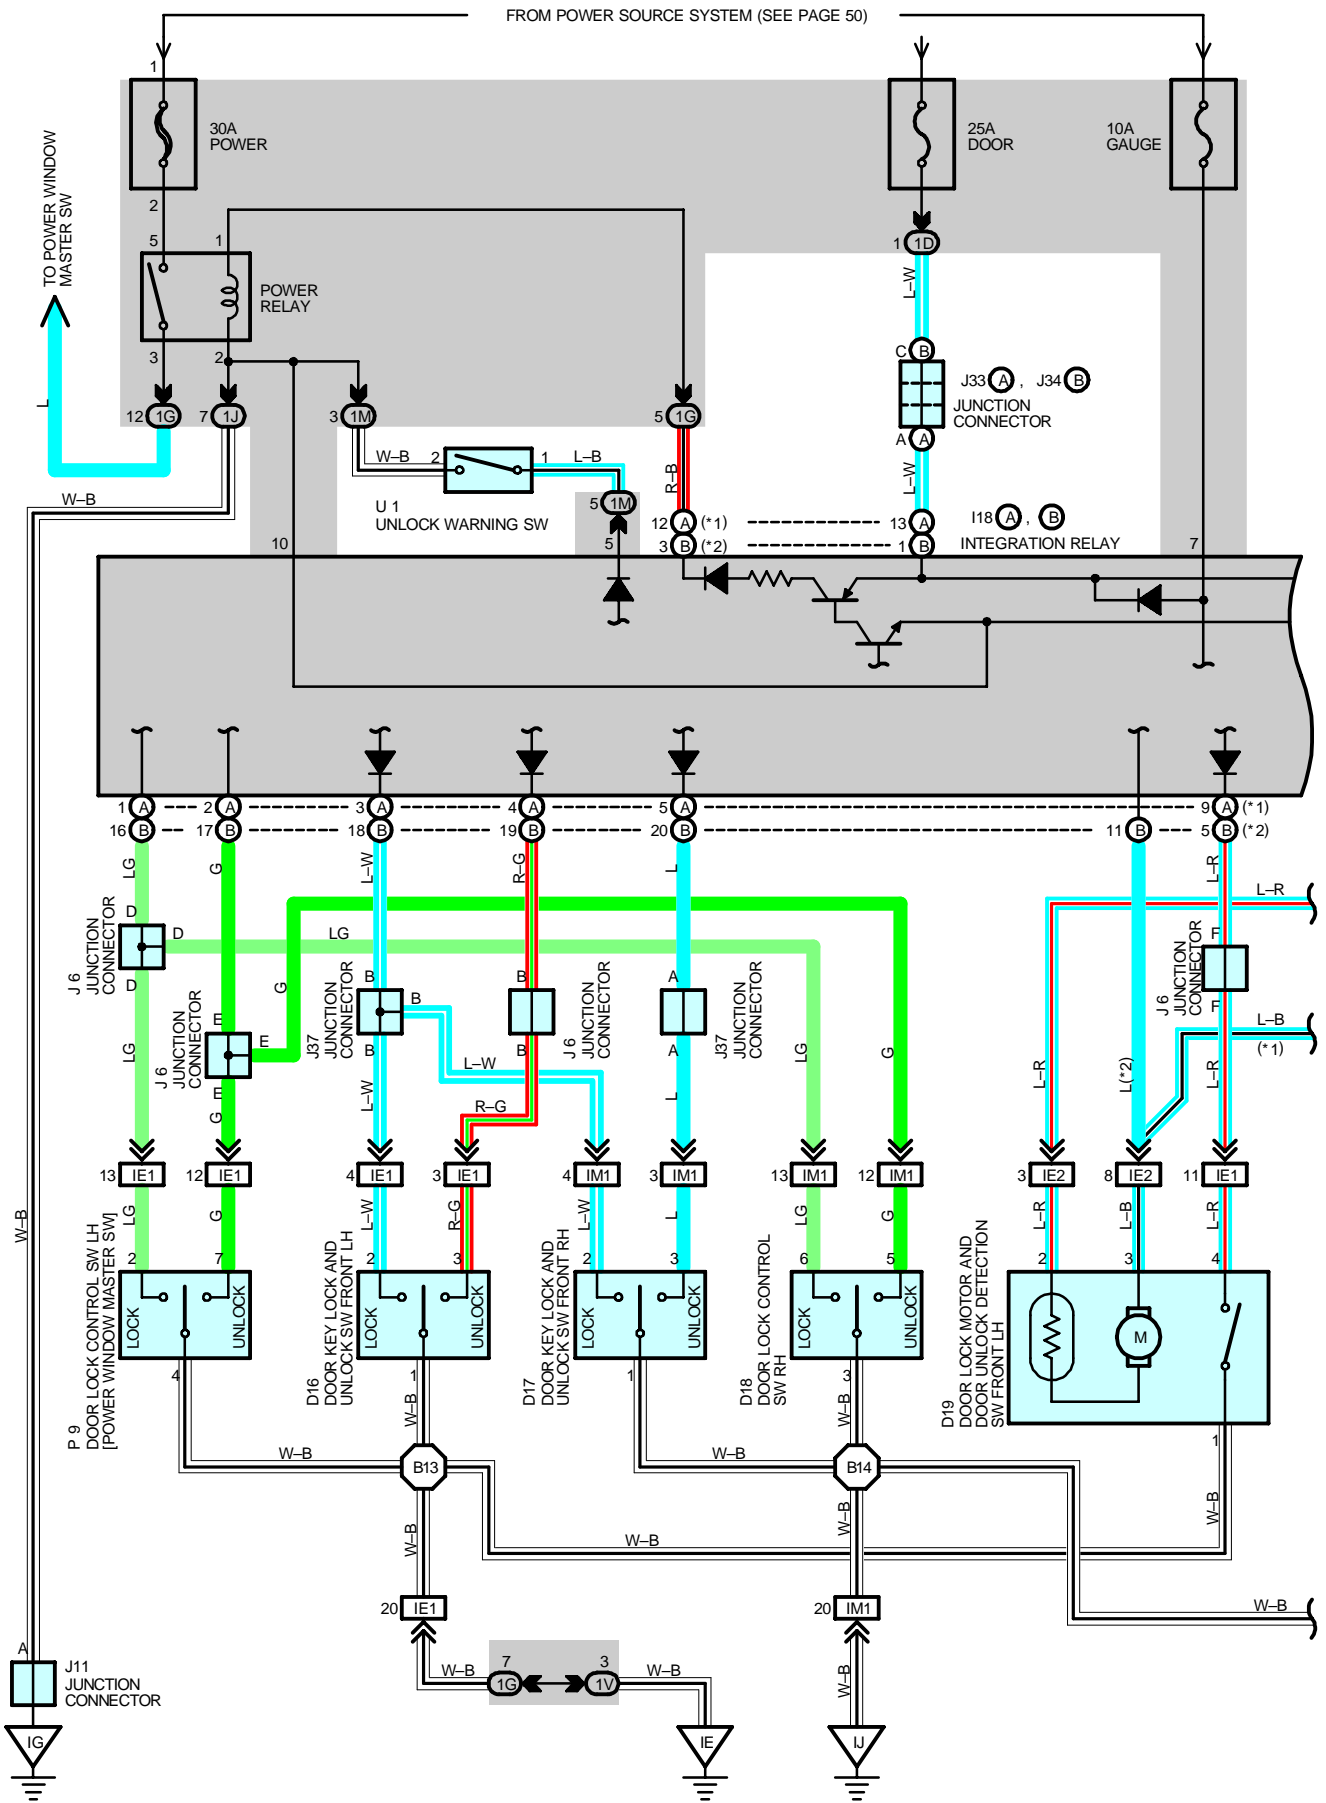 FROM POWER SOURCE SYSTEM (SEE PAGE 50)
1
30A
POWER
25A
DOOR
10A
GAUGE
TO POWER WINDOW
MASTER SW
2
5 1
1 1D
POWER
RELAY
L–W
3 2
C B
J33 A , J34 B
JUNCTION
CONNECTOR
L
12 1G 7 1J 3 1M 5 1G
A A
W–B 2 1 L–B
R–B
L–W
W–B
U 1
UNLOCK WARNING SW
5 1M
12 A (*1) 13 A
I18 A , B
10 5 3 B (*2) 1 B
INTEGRATION RELAY
7
1 A 2 A 3 A 4 A 5 A 9 A (*1)
16 B 17 B 18 B 19 B 20 B 11 B 5 B (*2)
LG G L–W R–G L L–R
L–R
D
D LG
F
J 6
JUNCTION
CONNECTOR
D
G
B B A
E
B
E
J 6
JUNCTION
CONNECTOR
E
J37
JUNCTION
CONNECTOR
B B A
J 6
JUNCTION
CONNECTOR
J37
JUNCTION
CONNECTOR
J 6
JUNCTION
CONNECTOR
F
L–B
(*1)
LG G L–W L–W L LG G L–R L(*2) L–R
R–G
13 IE1 12 IE1 4 IE1 3 IE1 4 IM1 3 IM1 13 IM1 12 IM1 3 IE2 8 IE2 11 IE1
W–B
LG G L–W R–G L–W L LG G L–R L–B L–R
2 7 2 3 2 3 6 5 2 3 4
LOCK UNLOCK LOCK UNLOCK LOCK UNLOCK LOCK UNLOCK
M
4 1 1 3 1
P 9
DOOR LOCK CONTROL SW LH
[POWER WINDOW MASTER SW]
D16
DOOR KEY LOCK AND
UNLOCK SW FRONT LH
D17
DOOR KEY LOCK AND
UNLOCK SW FRONT RH
D18
DOOR LOCK CONTROL
SW RH
D19
DOOR LOCK MOTOR AND
DOOR UNLOCK DETECTION
SW FRONT LH
W–B W–B
W–B B13 W–B B14
W–B
W–B W–B
W–B
20 IE1 20 IM1
W–B
A
J11
JUNCTION
CONNECTOR
W–B 7 1G 3 1V W–B
W–B
IG IE IJ